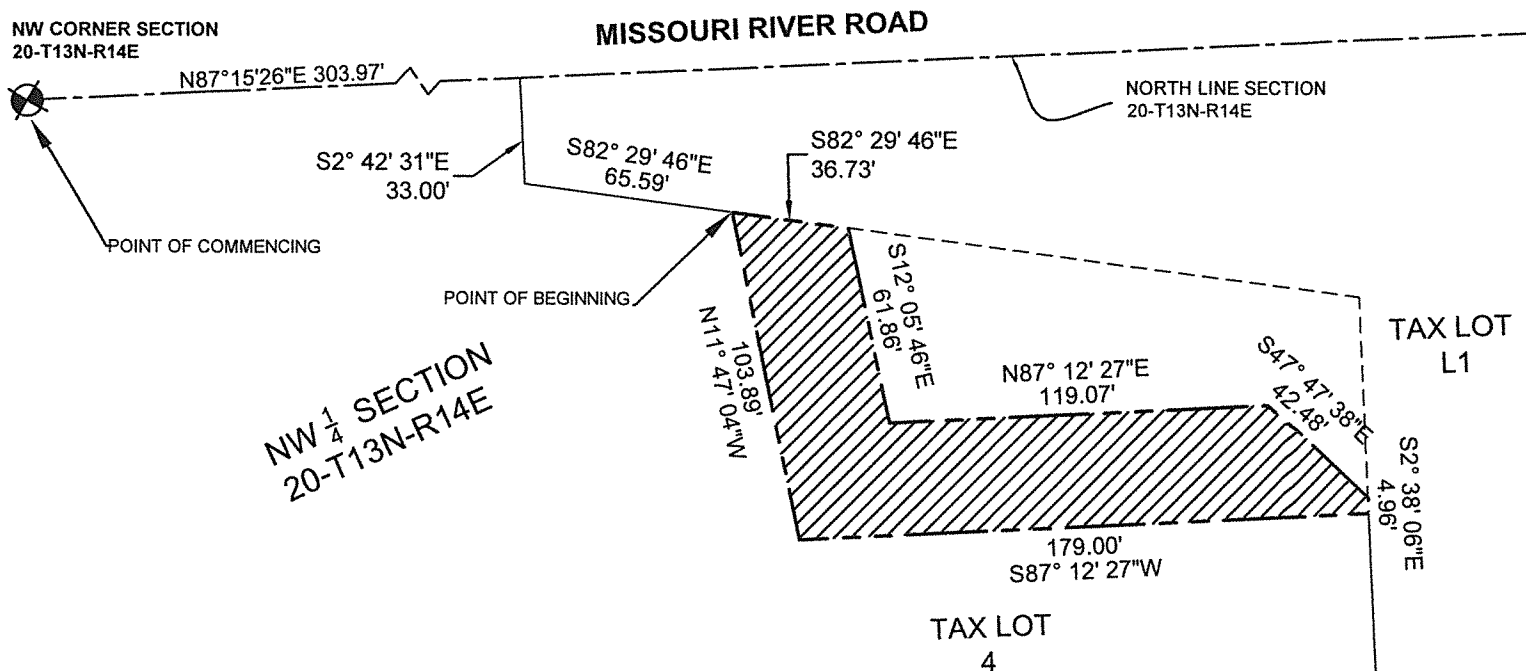 NW CORNER SECTION
20-T13N-R14E
MISSOURI RIVER ROAD
N87°15'26"E 303.97'
NORTH LINE SECTION
20-T13N-R14E
S2° 42' 31"E
33.00'
S82° 29' 46"E
65.59'
S82° 29' 46"E
36.73'
POINT OF COMMENCING
POINT OF BEGINNING
S12° 05' 46"E
61.86'
103.89'
N11° 47' 04"W
N87° 12' 27"E
119.07'
S47° 47' 38"E
42.48'
TAX LOT
L1
NW 1/4 SECTION
20-T13N-R14E
S2° 38' 06"E
4.96'
179.00'
S87° 12' 27"W
TAX LOT
4